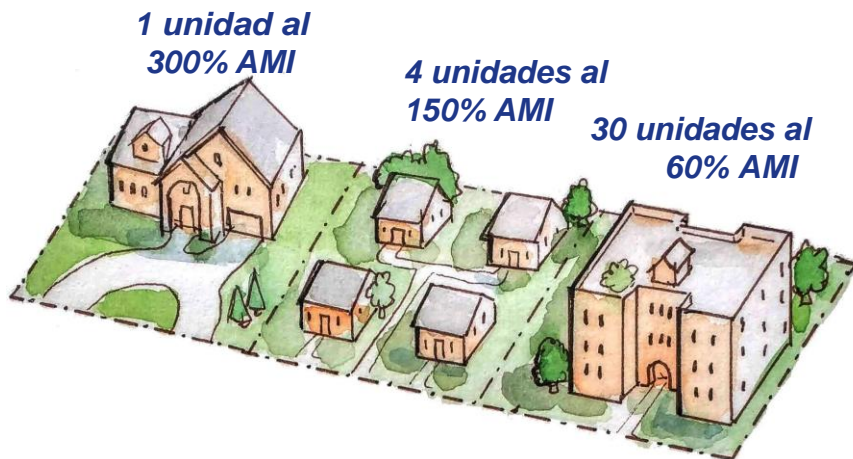 1 unidad al
300% AMI
4 unidades al
150% AMI
30 unidades al
60% AMI